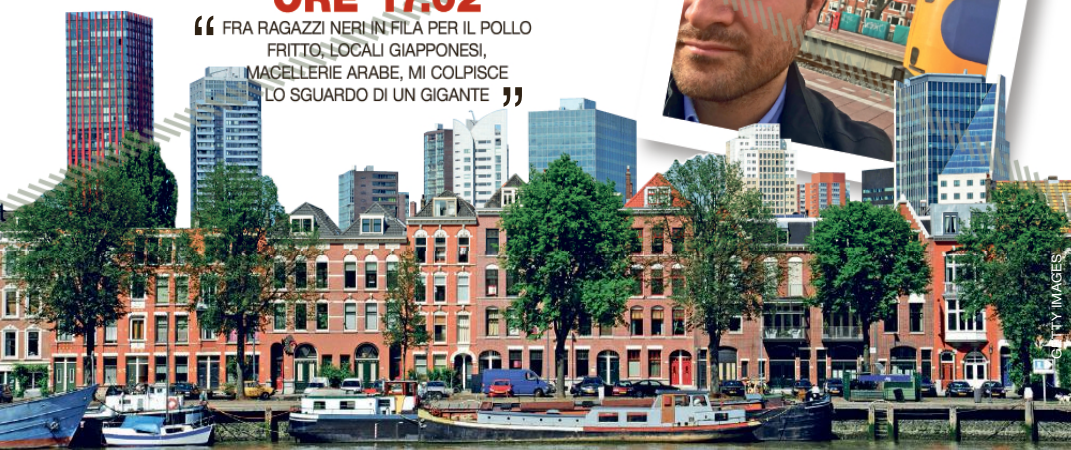 ORE 17.02
“ FRA RAGAZZI NERI IN FILA PER IL POLLO
FRITTO, LOCALI GIAPPONESI,
MACELLERIE ARABE, MI COLPISCE
LO SGUARDO DI UN GIGANTE ”
GETTY IMAGES